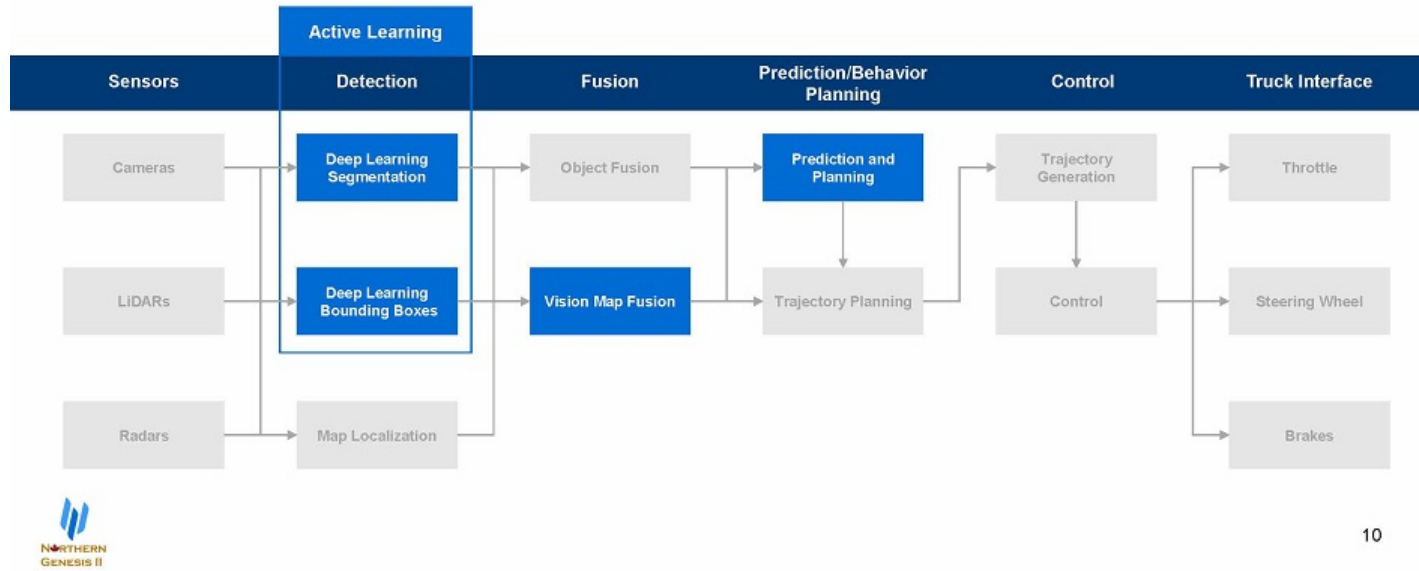 Active Learning
Sensors
Detection
Fusion
Prediction/Behavior
Planning
Control
Truck Interface
Cameras
Deep Learning
Segmentation
Object Fusion
Prediction and
Planning
Trajectory
Generation
Throttle
LiDARs
Deep Learning
Bounding Boxes
Vision Map Fusion
Trajectory Planning
Control
Steering Wheel
Radars
Map Localization
Brakes
NORTHERN
GENESIS II
10